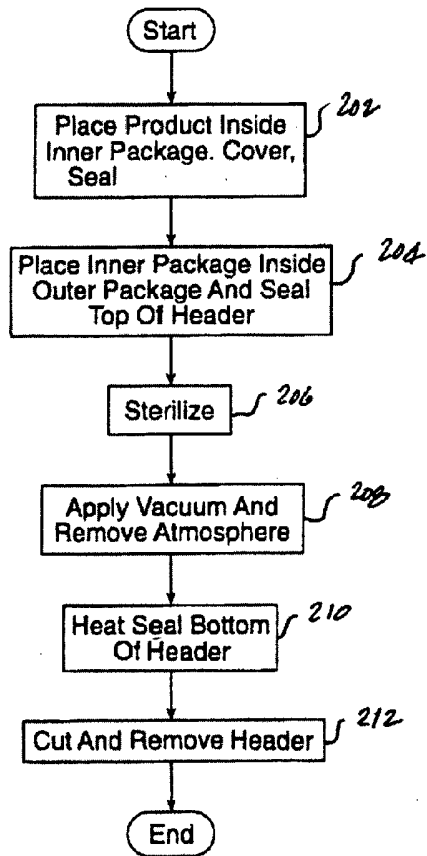 Start
Place Product Inside
Inner Package. Cover,
Seal
202
Place Inner Package Inside
Outer Package And Seal
Top Of Header
204
Sterilize
206
Apply Vacuum And
Remove Atmosphere
208
Heat Seal Bottom
Of Header
210
Cut And Remove Header
212
End